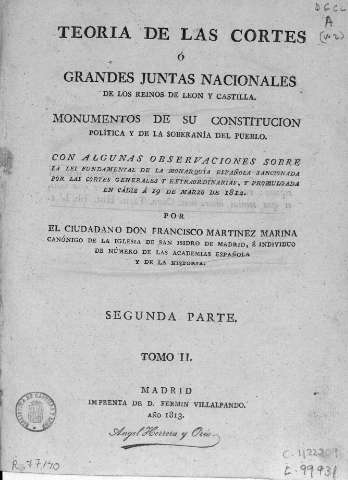 DGCL
A
(v.2)
TEORIA DE LAS CORTES
ó
GRANDES JUNTAS NACIONALES
DE LOS REINOS DE LEON Y CASTILLA.
MONUMENTOS DE SU CONSTITUCION
POLÍTICA Y DE LA SOBERANÍA DEL PUEBLO.
CON ALGUNAS OBSERVACIONES SOBRE
LA LEI FUNDAMENTAL DE LA MONARQUÍA ESPAÑOLA SANCIONADA
POR LAS CORTES GENERALES Y EXTRAORDINARIAS, Y PROMULGADA
EN CÁDIZ Á 19 DE MARZO DE 1812.
POR
EL CIUDADANO DON FRANCISCO MARTINEZ MARINA
CANÓNIGO DE LA IGLESIA DE SAN ISIDRO DE MADRID, É INDIVIDUO
DE NÚMERO DE LAS ACADEMIAS ESPAÑOLA
Y DE LA HISTORIA.
SEGUNDA PARTE.
TOMO II.
MADRID
IMPRENTA DE D. FERMIN VILLALPANDO.
AÑO 1813.
Angel Herrera y Oria
R. 77140